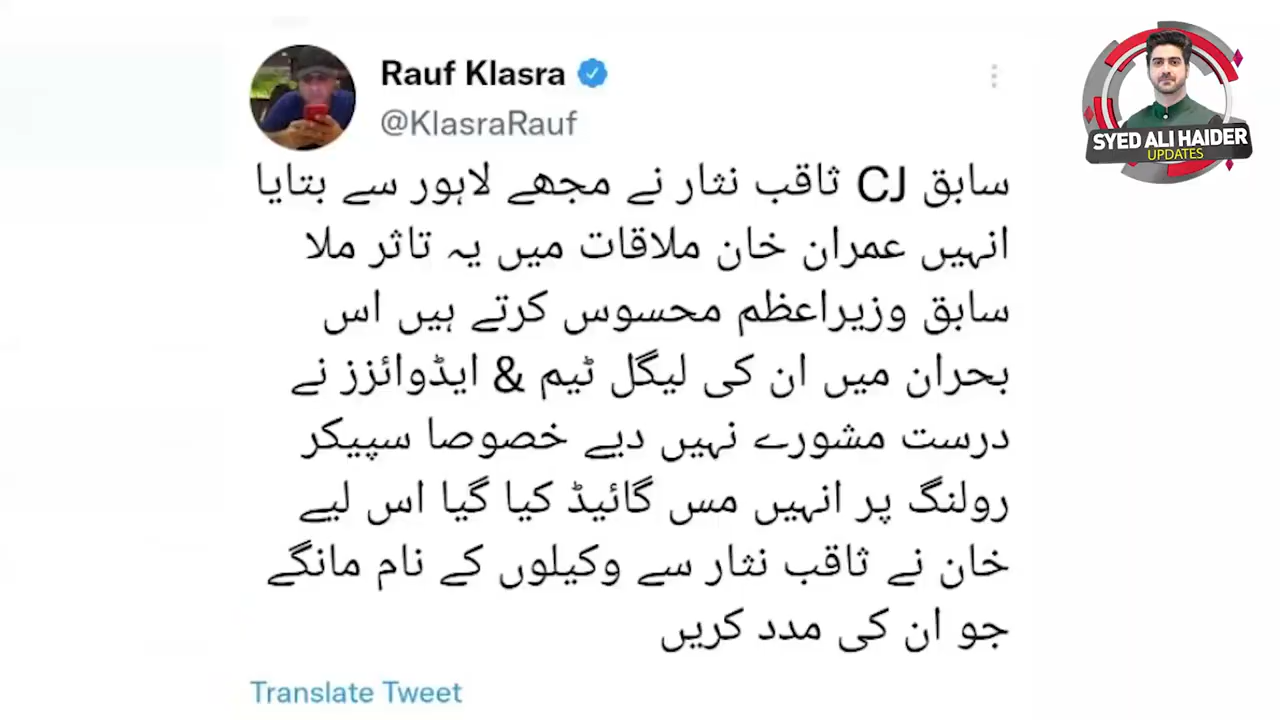 Rauf Klasra
@KlasraRauf
سابق CJ ثاقب نثار نے مجھے لاہور سے بتایا
انہیں عمران خان ملاقات میں یہ تاثر ملا
سابق وزیراعظم محسوس کرتے ہیں اس
بحران میں ان کی لیگل ٹیم & ایڈوائزز نے
درست مشورے نہیں دیے خصوصا سپیکر
رولنگ پر انہیں مس گائیڈ کیا گیا اس لیے
خان نے ثاقب نثار سے وکیلوں کے نام مانگے
جو ان کی مدد کریں
Translate Tweet
SYED ALI HAIDER
UPDATES